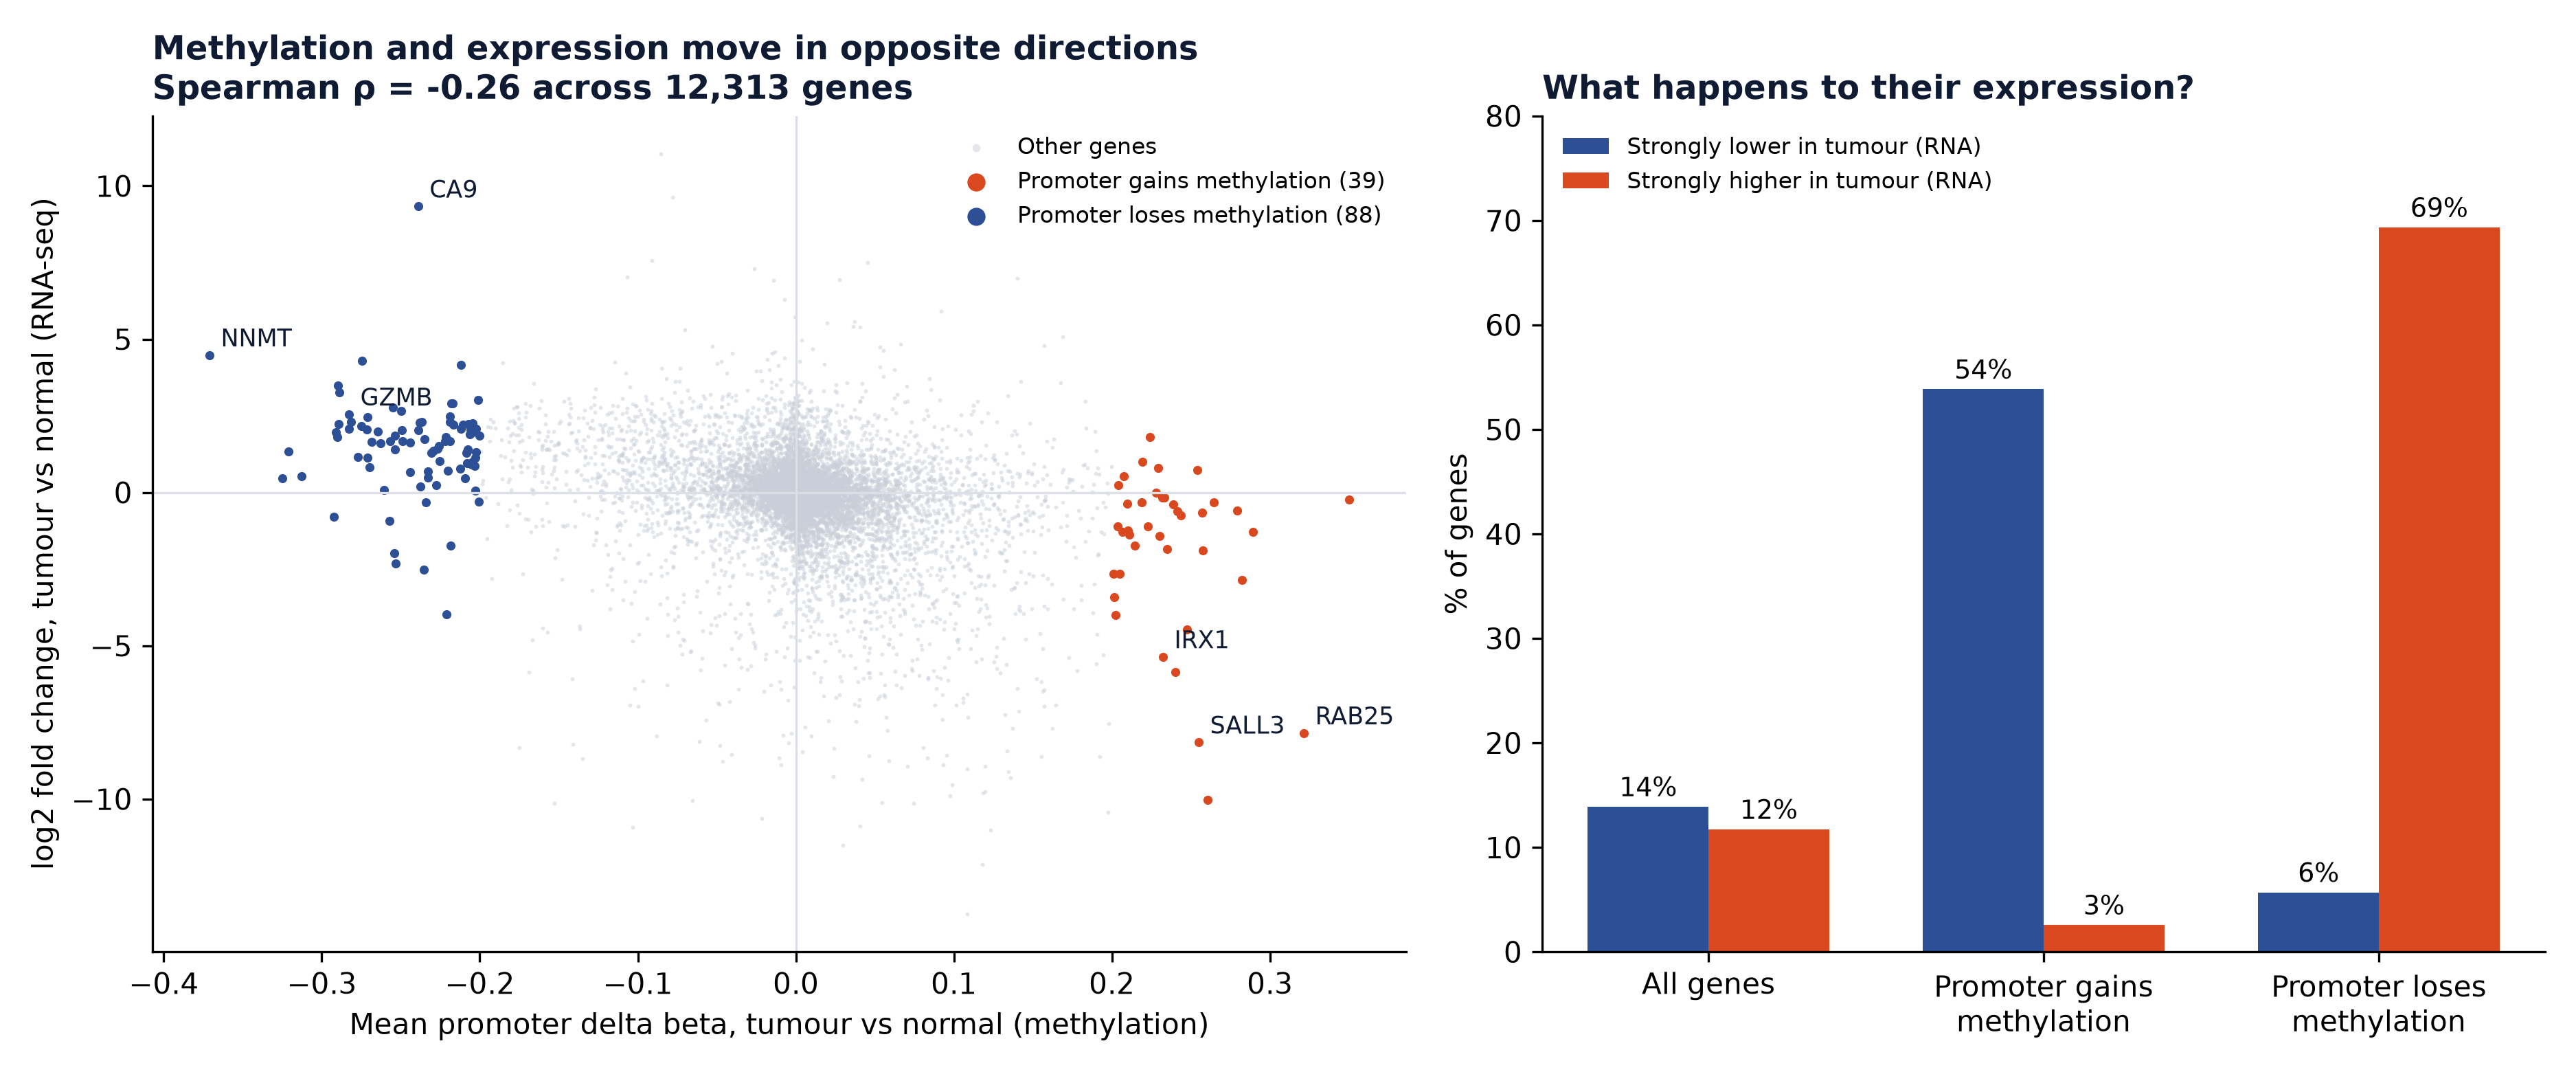 Methylation and expression move in opposite directions
Spearman ρ = -0.26 across 12,313 genes
log2 fold change, tumour vs normal (RNA-seq)
10
5
0
−5
−10
CA9
NNMT
GZMB
IRX1
SALL3
RAB25
Other genes
Promoter gains methylation (39)
Promoter loses methylation (88)
−0.4
−0.3
−0.2
−0.1
0.0
0.1
0.2
0.3
Mean promoter delta beta, tumour vs normal (methylation)
What happens to their expression?
% of genes
80
70
60
50
40
30
20
10
0
Strongly lower in tumour (RNA)
Strongly higher in tumour (RNA)
14%
12%
54%
3%
6%
69%
All genes
Promoter gains
methylation
Promoter loses
methylation